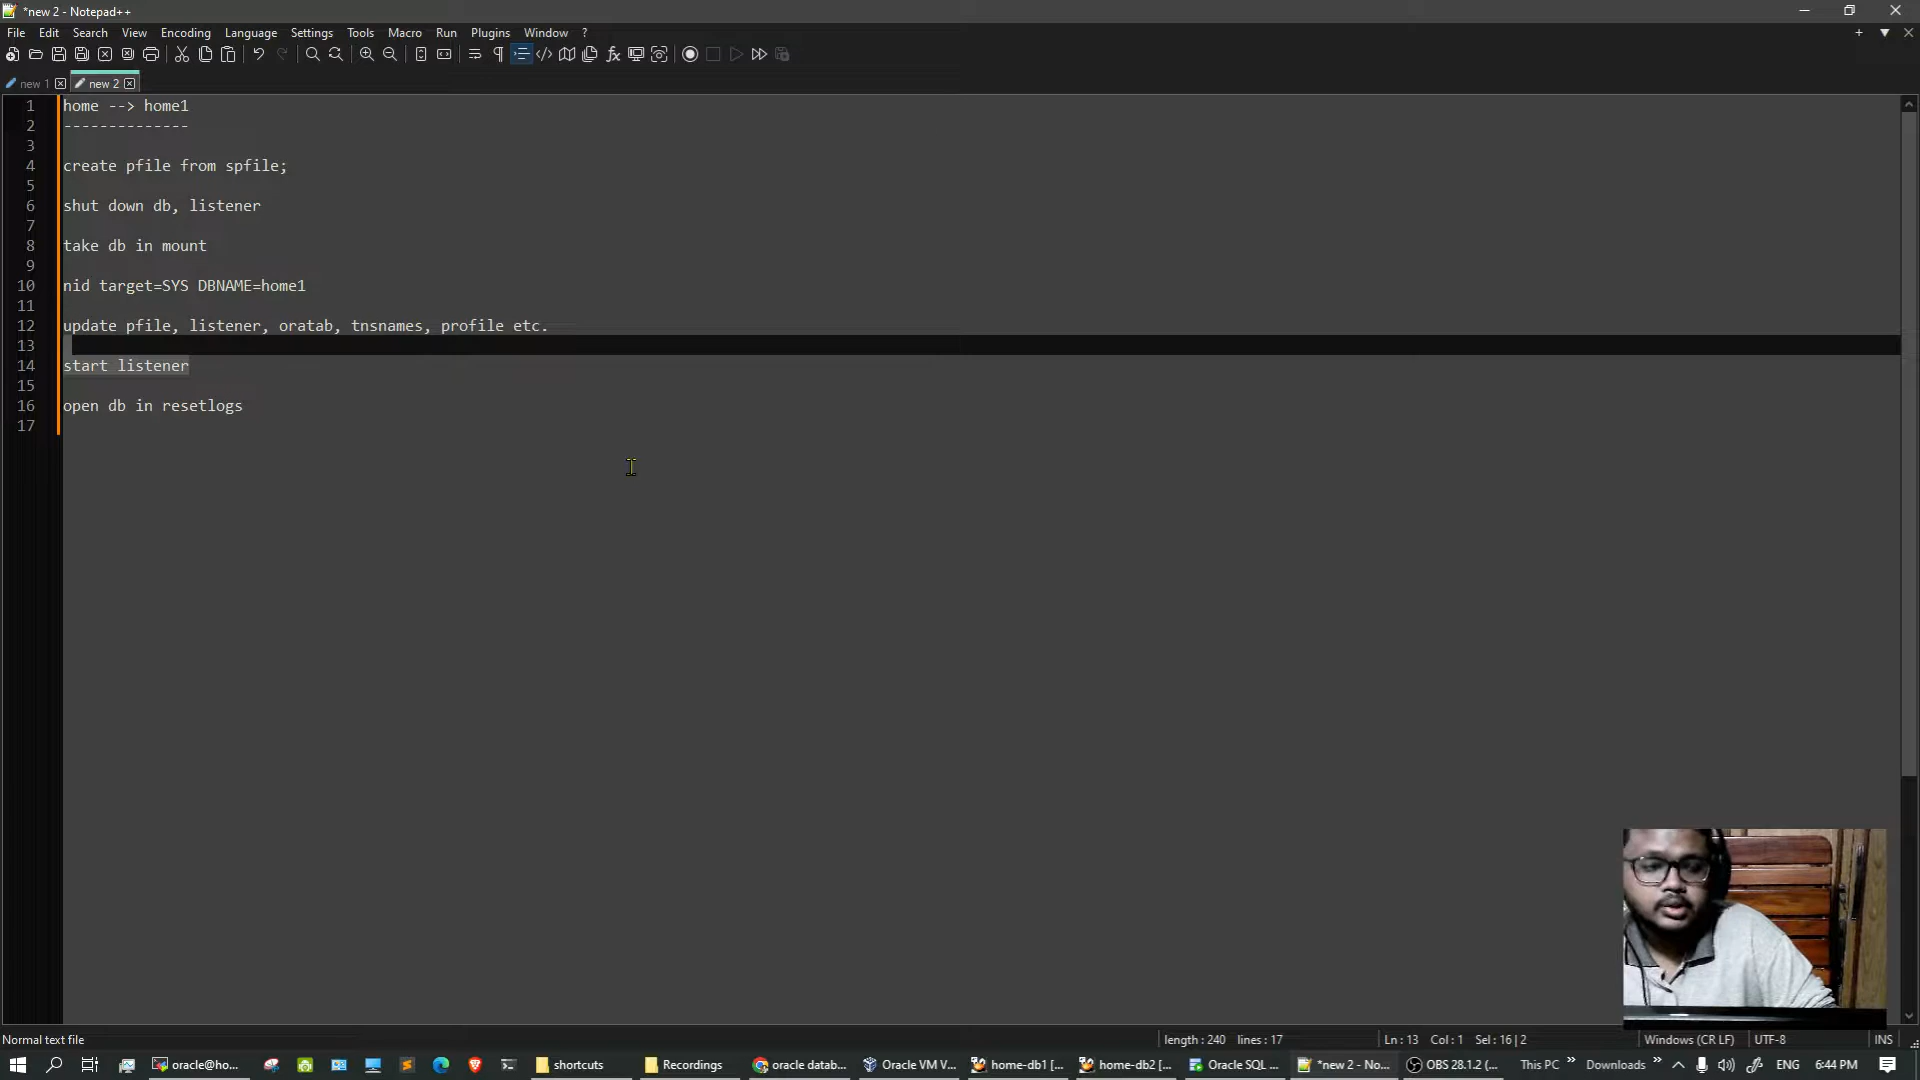 *new 2 - Notepad++
File Edit Search View Encoding Language Settings Tools Macro Run Plugins Window ?
new 1 new 2
1 home --> home1
2 --------------
3
4 create pfile from spfile;
5
6 shut down db, listener
7
8 take db in mount
9
10 nid target=SYS DBNAME=home1
11
12 update pfile, listener, oratab, tnsnames, profile etc.
13
14 start listener
15
16 open db in resetlogs
17
Normal text file length : 240 lines : 17 Ln : 13 Col : 1 Sel : 16 | 2 Windows (CR LF) UTF-8 INS
oracle@ho... shortcuts Recordings oracle datab... Oracle VM V... home-db1 [... home-db2 [... Oracle SQL ... *new 2 - No... OBS 28.1.2 (... This PC » Downloads » ENG 6:44 PM